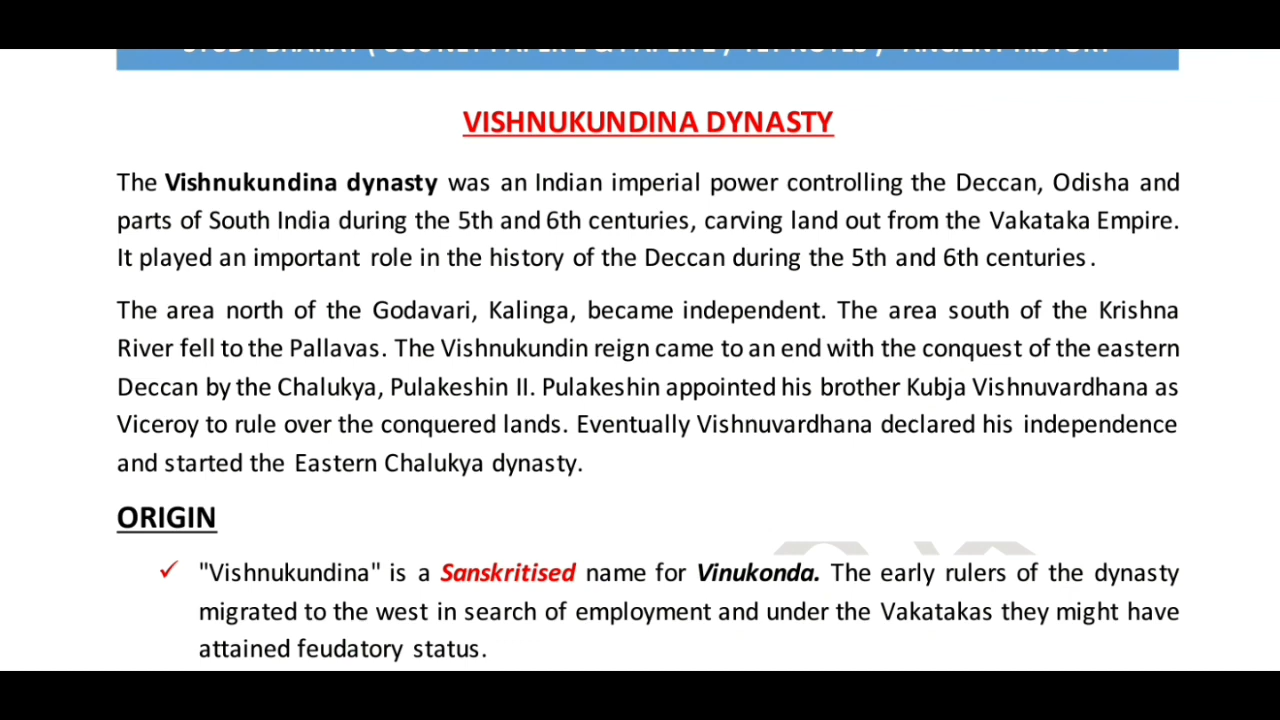 VISHNUKUNDINA DYNASTY
The Vishnukundina dynasty was an Indian imperial power controlling the Deccan, Odisha and
parts of South India during the 5th and 6th centuries, carving land out from the Vakataka Empire.
It played an important role in the history of the Deccan during the 5th and 6th centuries.
The area north of the Godavari, Kalinga, became independent. The area south of the Krishna
River fell to the Pallavas. The Vishnukundin reign came to an end with the conquest of the eastern
Deccan by the Chalukya, Pulakeshin II. Pulakeshin appointed his brother Kubja Vishnuvardhana as
Viceroy to rule over the conquered lands. Eventually Vishnuvardhana declared his independence
and started the Eastern Chalukya dynasty.
ORIGIN
✓ "Vishnukundina" is a Sanskritised name for Vinukonda. The early rulers of the dynasty
migrated to the west in search of employment and under the Vakatakas they might have
attained feudatory status.